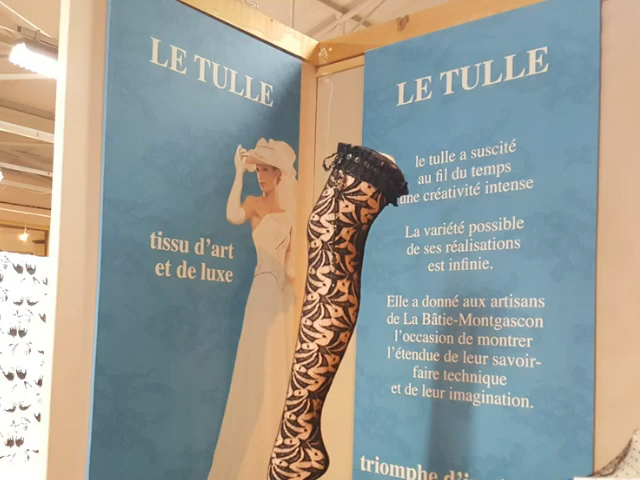 LE TULLE
tissu d'art
et de luxe
LE TULLE
le tulle a suscité
au fil du temps
une créativité intense
La variété possible
de ses réalisations
est infinie.
Elle a donné aux artisans
de La Bâtie-Montgascon
l'occasion de montrer
l'étendue de leur savoir-
faire technique
et de leur imagination.
triomphe